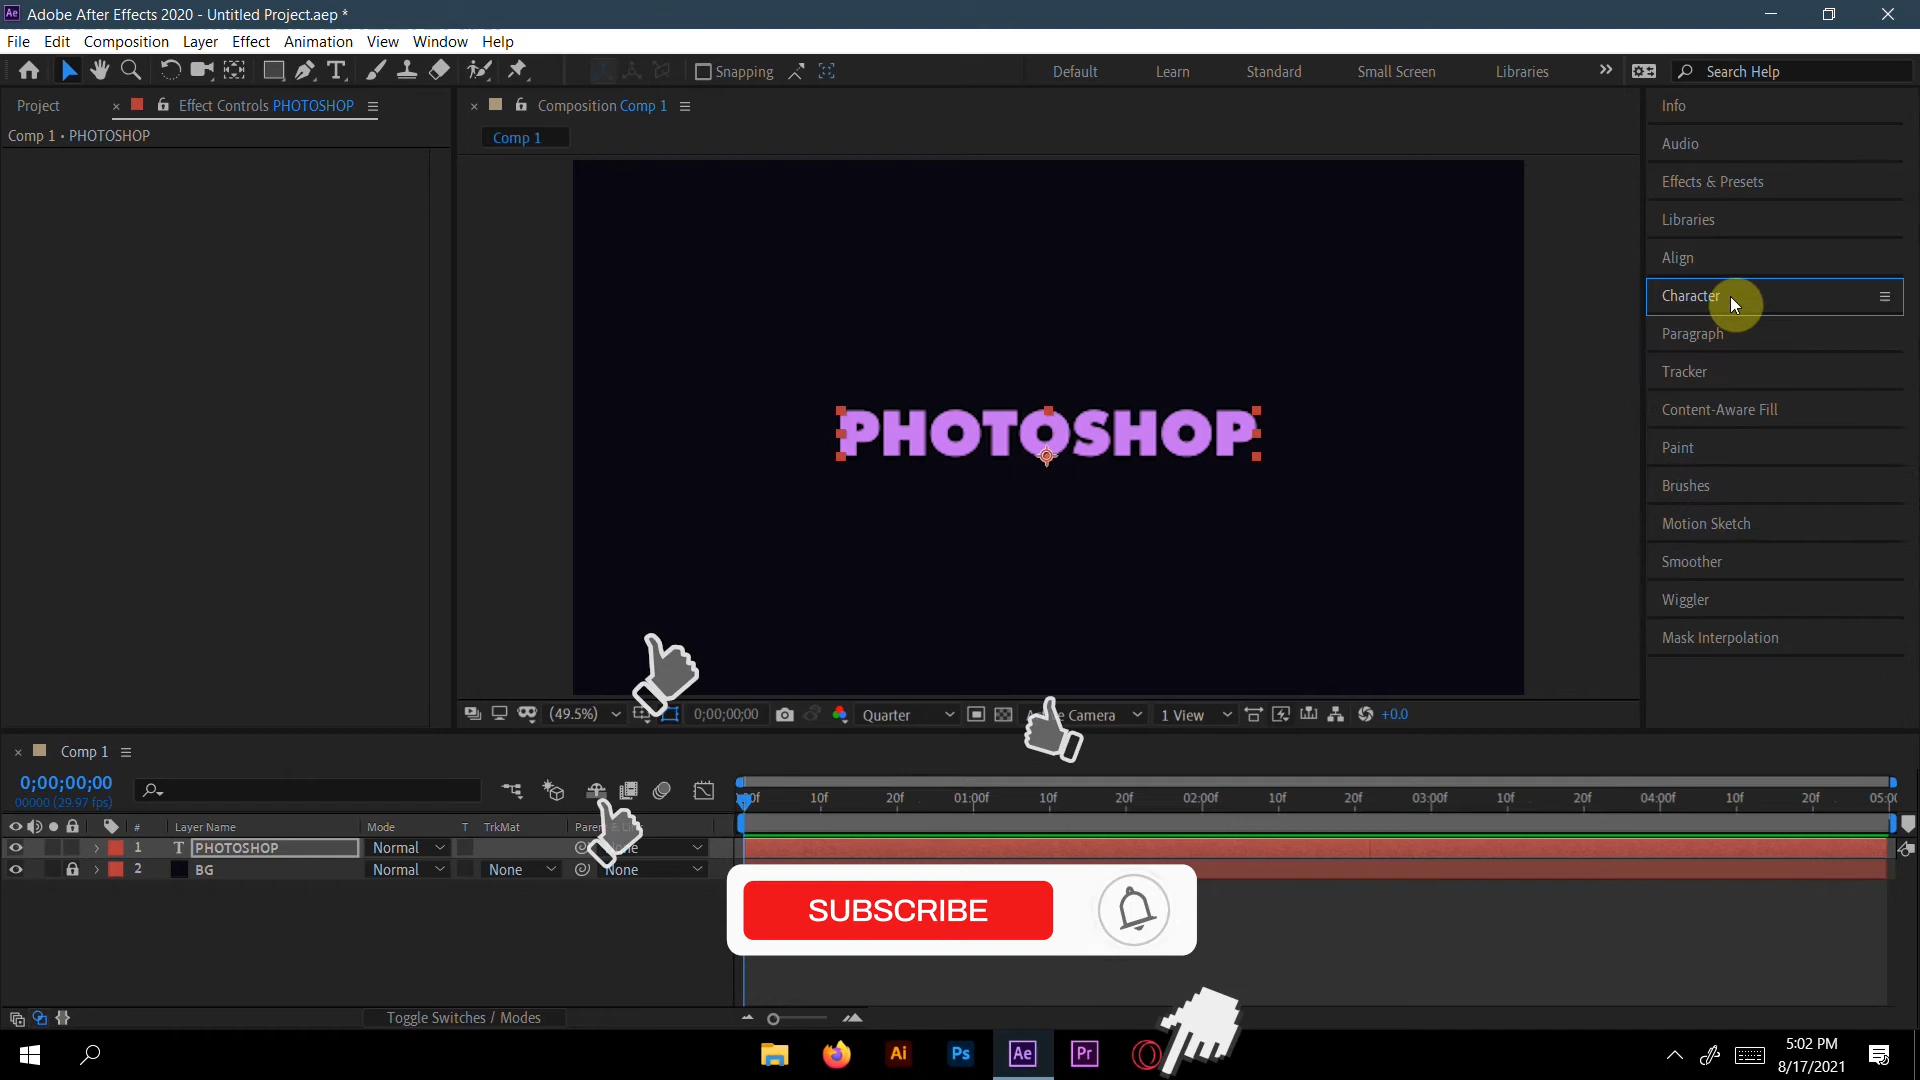 Ae Adobe After Effects 2020 - Untitled Project.aep *
File Edit Composition Layer Effect Animation View Window Help
Snapping Default Learn Standard Small Screen Libraries Search Help
Project Effect Controls PHOTOSHOP Composition Comp 1
Comp 1 • PHOTOSHOP
Comp 1
Info
Audio
Effects & Presets
Libraries
Align
Character
Paragraph
Tracker
Content-Aware Fill
Paint
Brushes
Motion Sketch
Smoother
Wiggler
Mask Interpolation
PHOTOSHOP
(49.5%) 0;00;00;00 Quarter Camera 1 View +0.0
Comp 1
0;00;00;00
00000 (29.97 fps)
10f 20f 01:00f 10f 20f 02:00f 10f 20f 03:00f 10f 20f 04:00f 10f 20f
# Layer Name Mode T TrkMat
1 T PHOTOSHOP Normal
2 BG Normal None None
SUBSCRIBE
Toggle Switches / Modes
Ai Ps Ae Pr
5:02 PM
8/17/2021